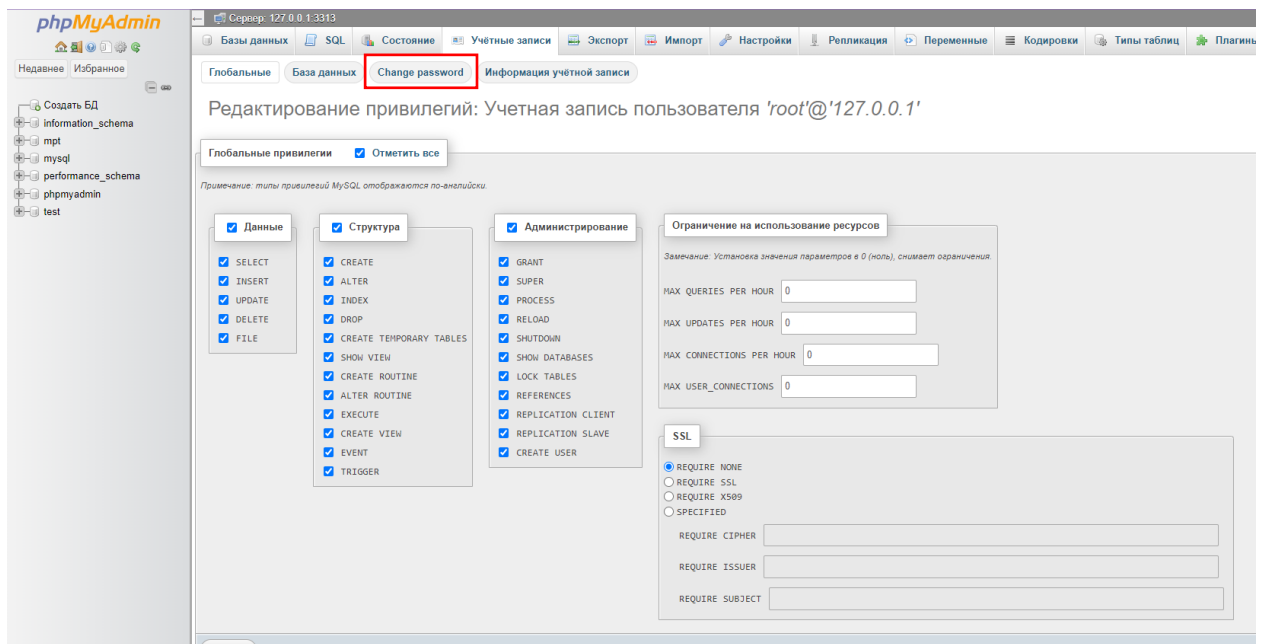 phpMyAdmin
Недавнее Избранное
Создать БД
information_schema
mpt
mysql
performance_schema
phpmyadmin
test
Сервер: 127.0.0.1:3313
Базы данных SQL Состояние Учётные записи Экспорт Импорт Настройки Репликация Переменные Кодировки Типы таблиц Плагины
Глобальные База данных Change password Информация учётной записи
Редактирование привилегий: Учетная запись пользователя 'root'@'127.0.0.1'
Глобальные привилегии Отметить все
Примечание: типы привилегий MySQL отображаются по-английски.
Данные
SELECT
INSERT
UPDATE
DELETE
FILE
Структура
CREATE
ALTER
INDEX
DROP
CREATE TEMPORARY TABLES
SHOW VIEW
CREATE ROUTINE
ALTER ROUTINE
EXECUTE
CREATE VIEW
EVENT
TRIGGER
Администрирование
GRANT
SUPER
PROCESS
RELOAD
SHUTDOWN
SHOW DATABASES
LOCK TABLES
REFERENCES
REPLICATION CLIENT
REPLICATION SLAVE
CREATE USER
Ограничение на использование ресурсов
Замечание: Установка значения параметров в 0 (ноль), снимает ограничения.
MAX QUERIES PER HOUR 0
MAX UPDATES PER HOUR 0
MAX CONNECTIONS PER HOUR 0
MAX USER_CONNECTIONS 0
SSL
REQUIRE NONE
REQUIRE SSL
REQUIRE X509
SPECIFIED
REQUIRE CIPHER
REQUIRE ISSUER
REQUIRE SUBJECT